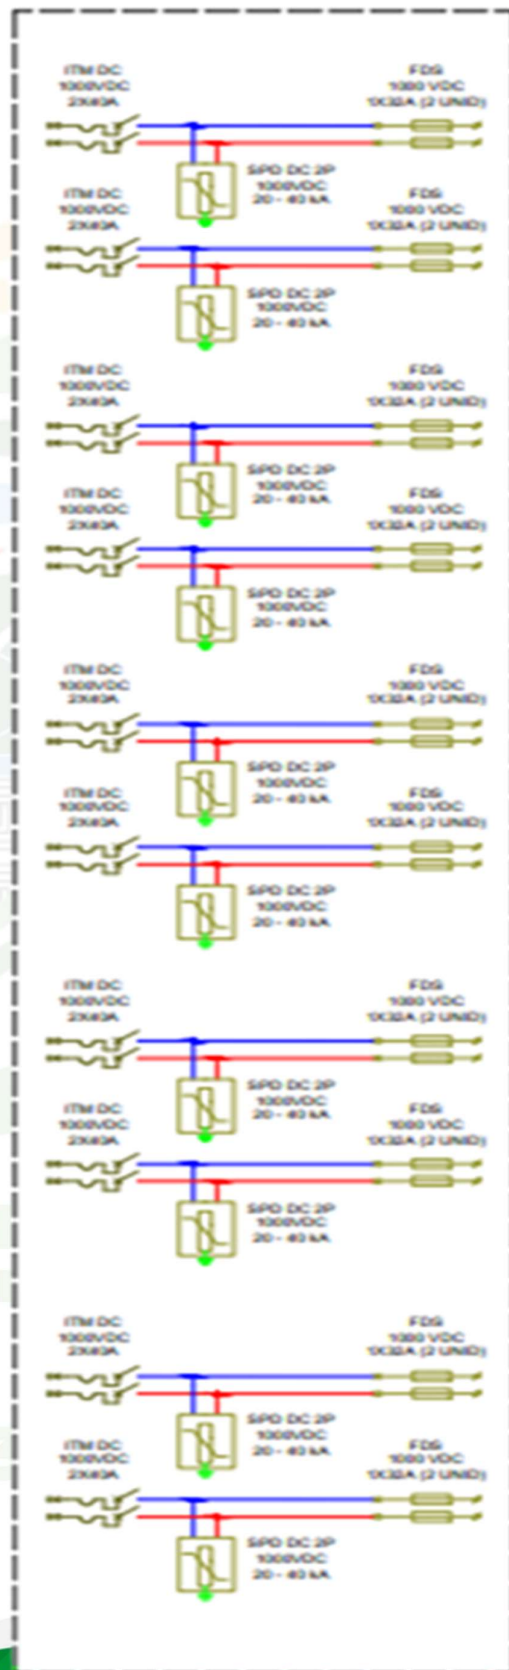 ITM DC
1000VDC
2X40A
FDS
1000 VDC
1X32A (2 UNID)
SPD DC 2P
1000VDC
20 - 40 kA
ITM DC
1000VDC
2X40A
FDS
1000 VDC
1X32A (2 UNID)
SPD DC 2P
1000VDC
20 - 40 kA
ITM DC
1000VDC
2X40A
FDS
1000 VDC
1X32A (2 UNID)
SPD DC 2P
1000VDC
20 - 40 kA
ITM DC
1000VDC
2X40A
FDS
1000 VDC
1X32A (2 UNID)
SPD DC 2P
1000VDC
20 - 40 kA
ITM DC
1000VDC
2X40A
FDS
1000 VDC
1X32A (2 UNID)
SPD DC 2P
1000VDC
20 - 40 kA
ITM DC
1000VDC
2X40A
FDS
1000 VDC
1X32A (2 UNID)
SPD DC 2P
1000VDC
20 - 40 kA
ITM DC
1000VDC
2X40A
FDS
1000 VDC
1X32A (2 UNID)
SPD DC 2P
1000VDC
20 - 40 kA
ITM DC
1000VDC
2X40A
FDS
1000 VDC
1X32A (2 UNID)
SPD DC 2P
1000VDC
20 - 40 kA
ITM DC
1000VDC
2X40A
FDS
1000 VDC
1X32A (2 UNID)
SPD DC 2P
1000VDC
20 - 40 kA
ITM DC
1000VDC
2X40A
FDS
1000 VDC
1X32A (2 UNID)
SPD DC 2P
1000VDC
20 - 40 kA